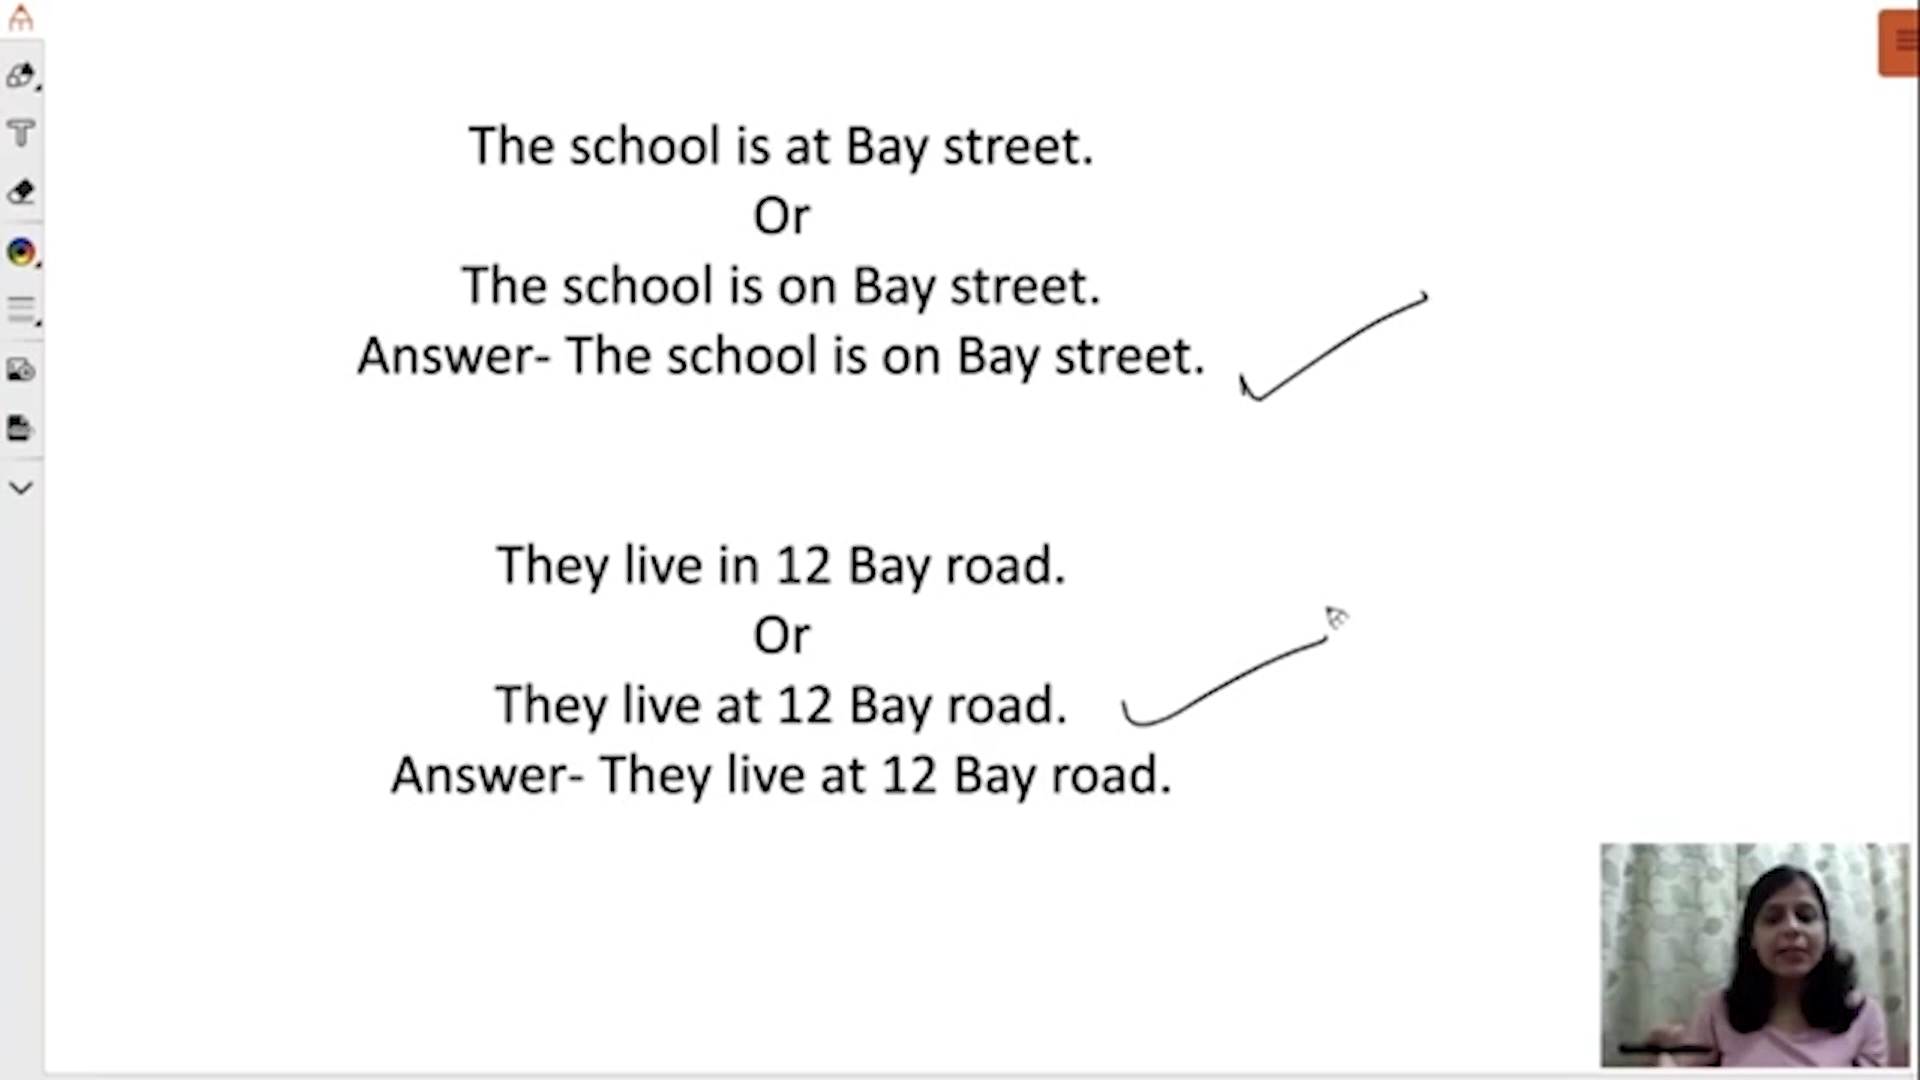 The school is at Bay street.
Or
The school is on Bay street.
Answer- The school is on Bay street.
They live in 12 Bay road.
Or
They live at 12 Bay road.
Answer- They live at 12 Bay road.